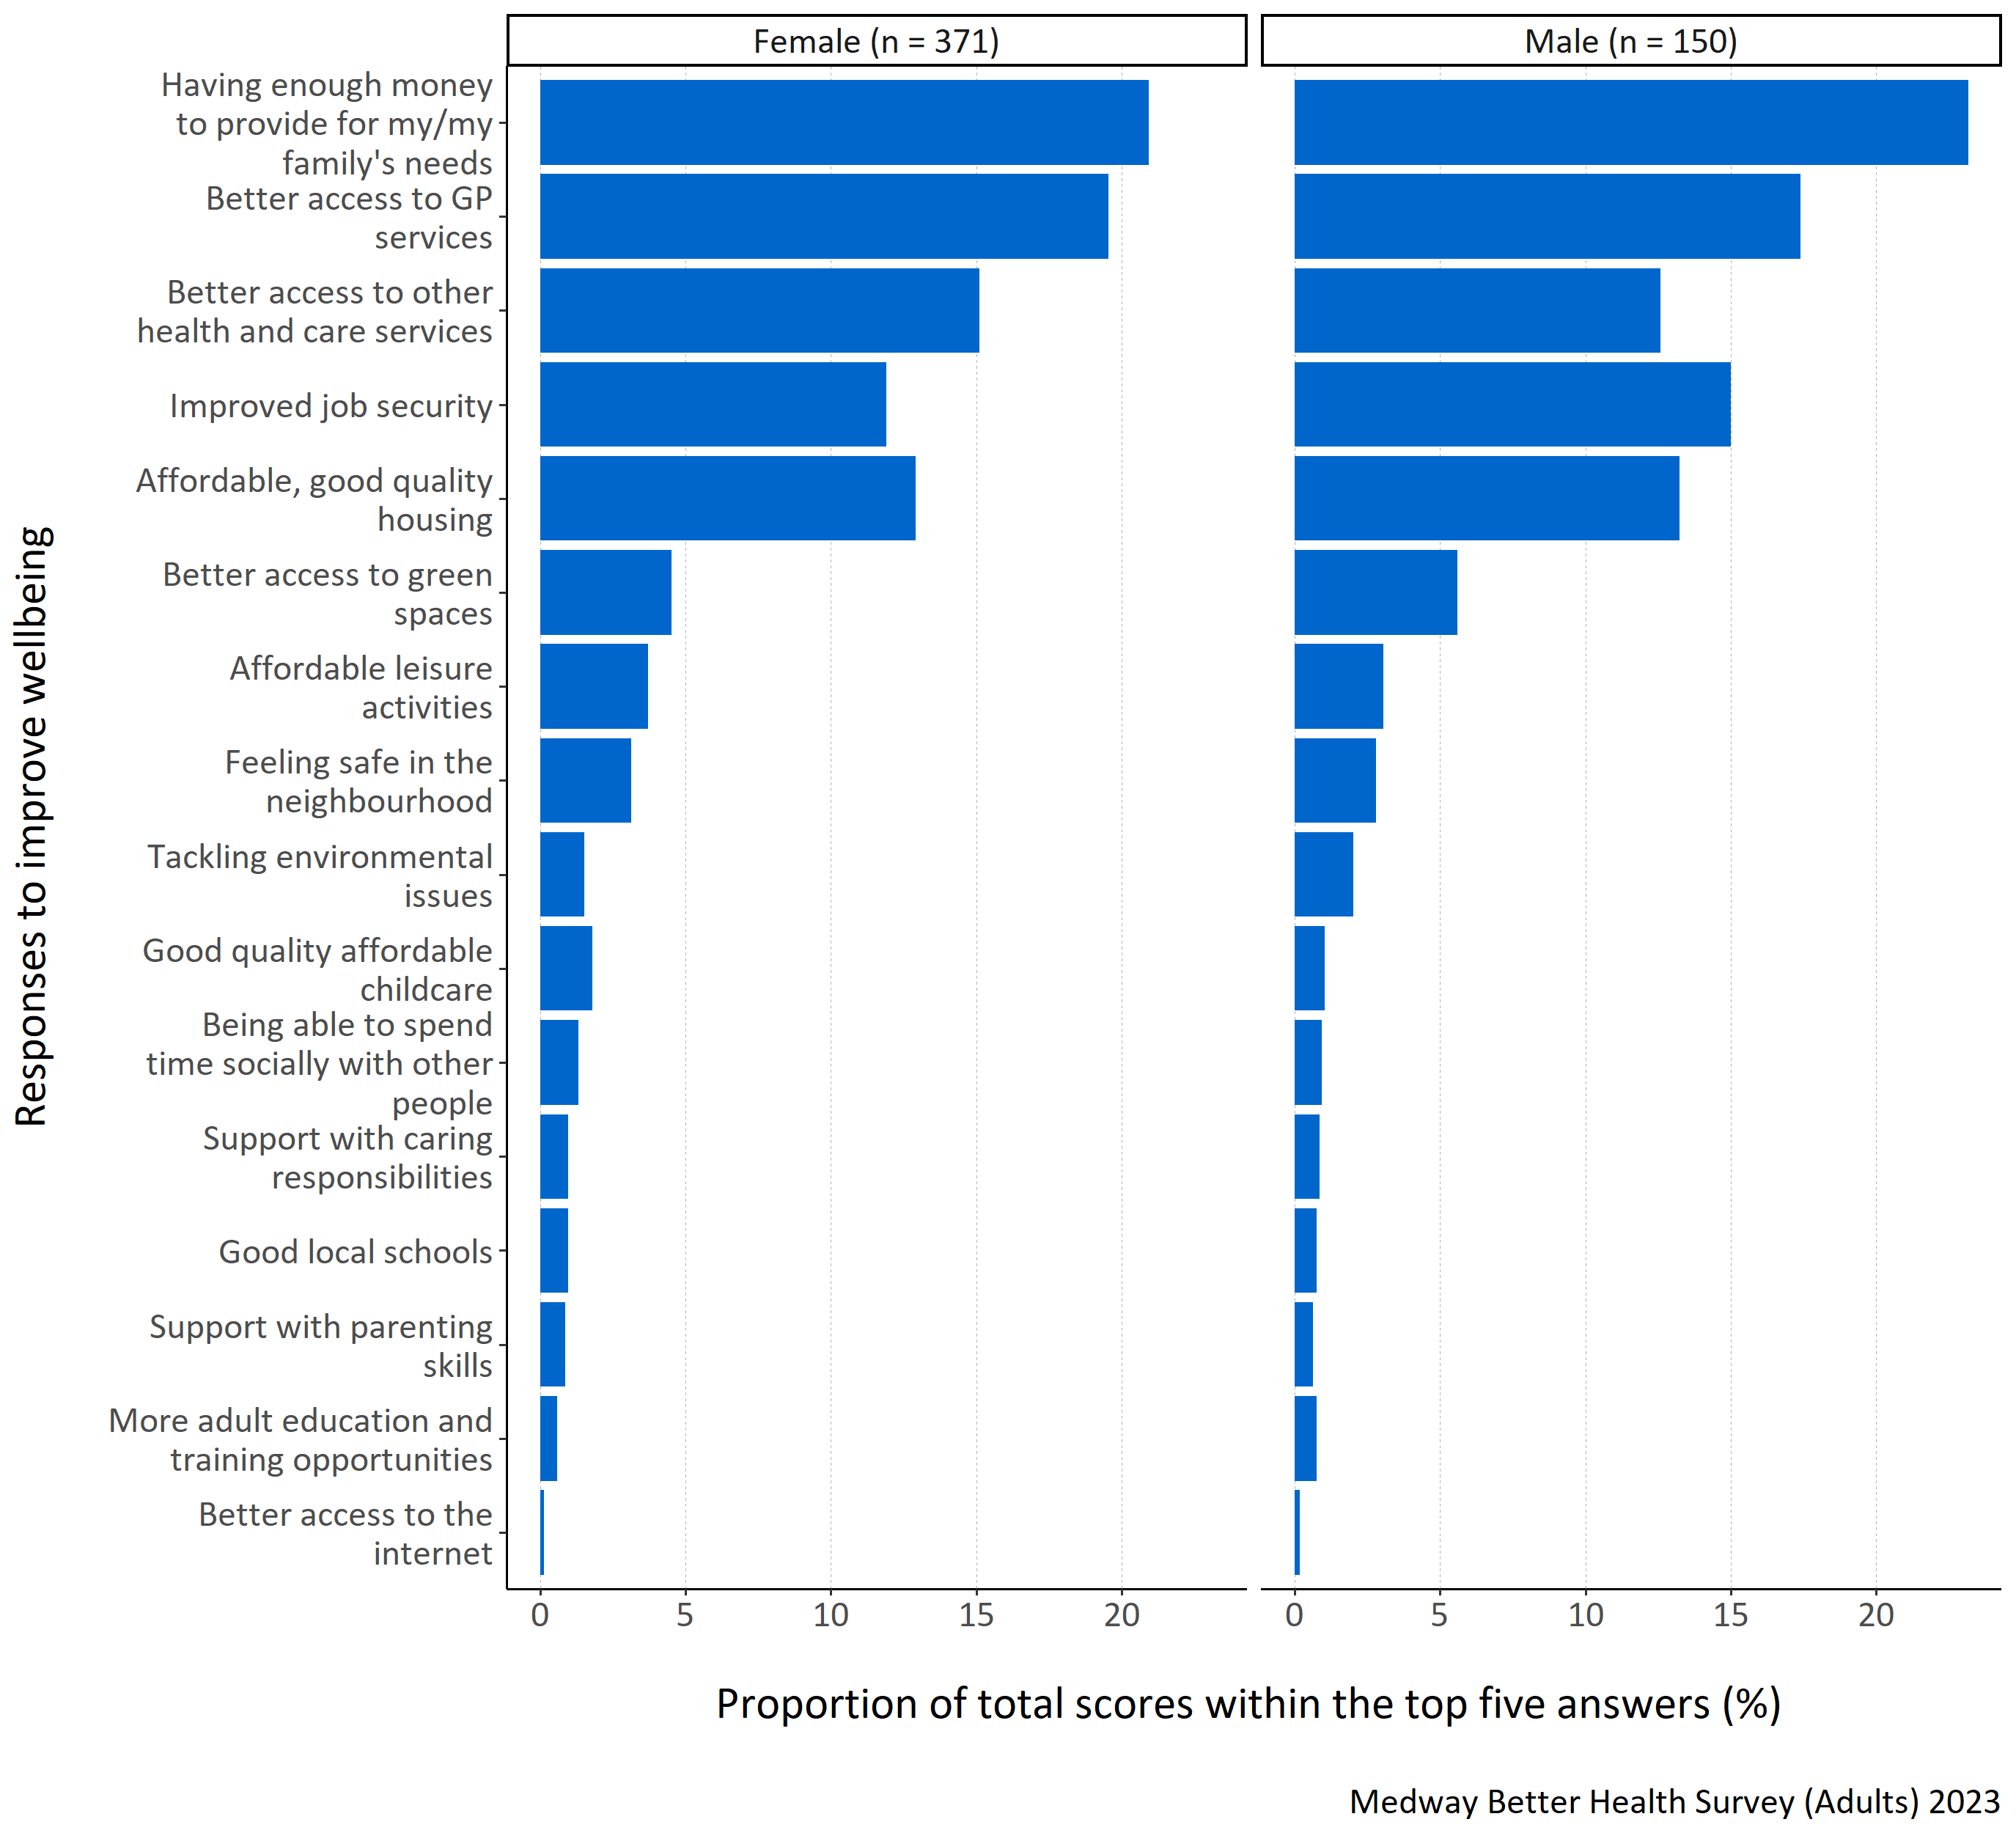 Female (n = 371)
Male (n = 150)
Having enough money
to provide for my/my
family's needs
Better access to GP
services
Better access to other
health and care services
Improved job security
Affordable, good quality
housing
Better access to green
spaces
Affordable leisure
activities
Feeling safe in the
neighbourhood
Tackling environmental
issues
Good quality affordable
childcare
Being able to spend
time socially with other
people
Support with caring
responsibilities
Good local schools
Support with parenting
skills
More adult education and
training opportunities
Better access to the
internet
Responses to improve wellbeing
0 5 10 15 20
0 5 10 15 20
Proportion of total scores within the top five answers (%)
Medway Better Health Survey (Adults) 2023